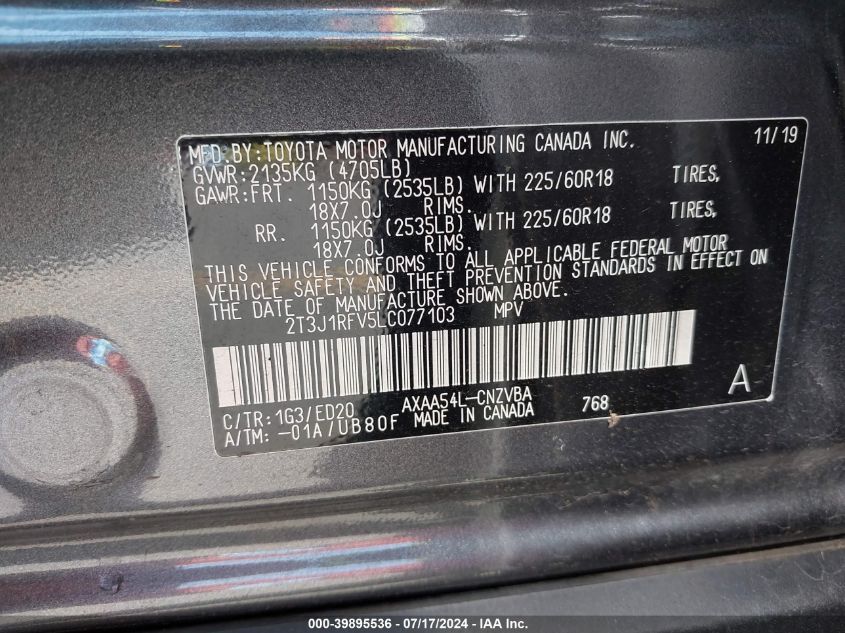 MFD.BY:TOYOTA MOTOR MANUFACTURING CANADA INC. 11/19
GVWR:2135KG (4705LB)
GAWR:FRT. 1150KG (2535LB) WITH 225/60R18 TIRES,
18X7.0J RIMS.
RR. 1150KG (2535LB) WITH 225/60R18 TIRES,
18X7.0J RIMS.
THIS VEHICLE CONFORMS TO ALL APPLICABLE FEDERAL MOTOR
VEHICLE SAFETY AND THEFT PREVENTION STANDARDS IN EFFECT ON
THE DATE OF MANUFACTURE SHOWN ABOVE.
2T3J1RFV5LC077103 MPV
A
C/TR:1G3/ED20 AXAA54L-CNZVBA 768
A/TM:-01A/UB80F MADE IN CANADA
000-39895536 - 07/17/2024 - IAA Inc.